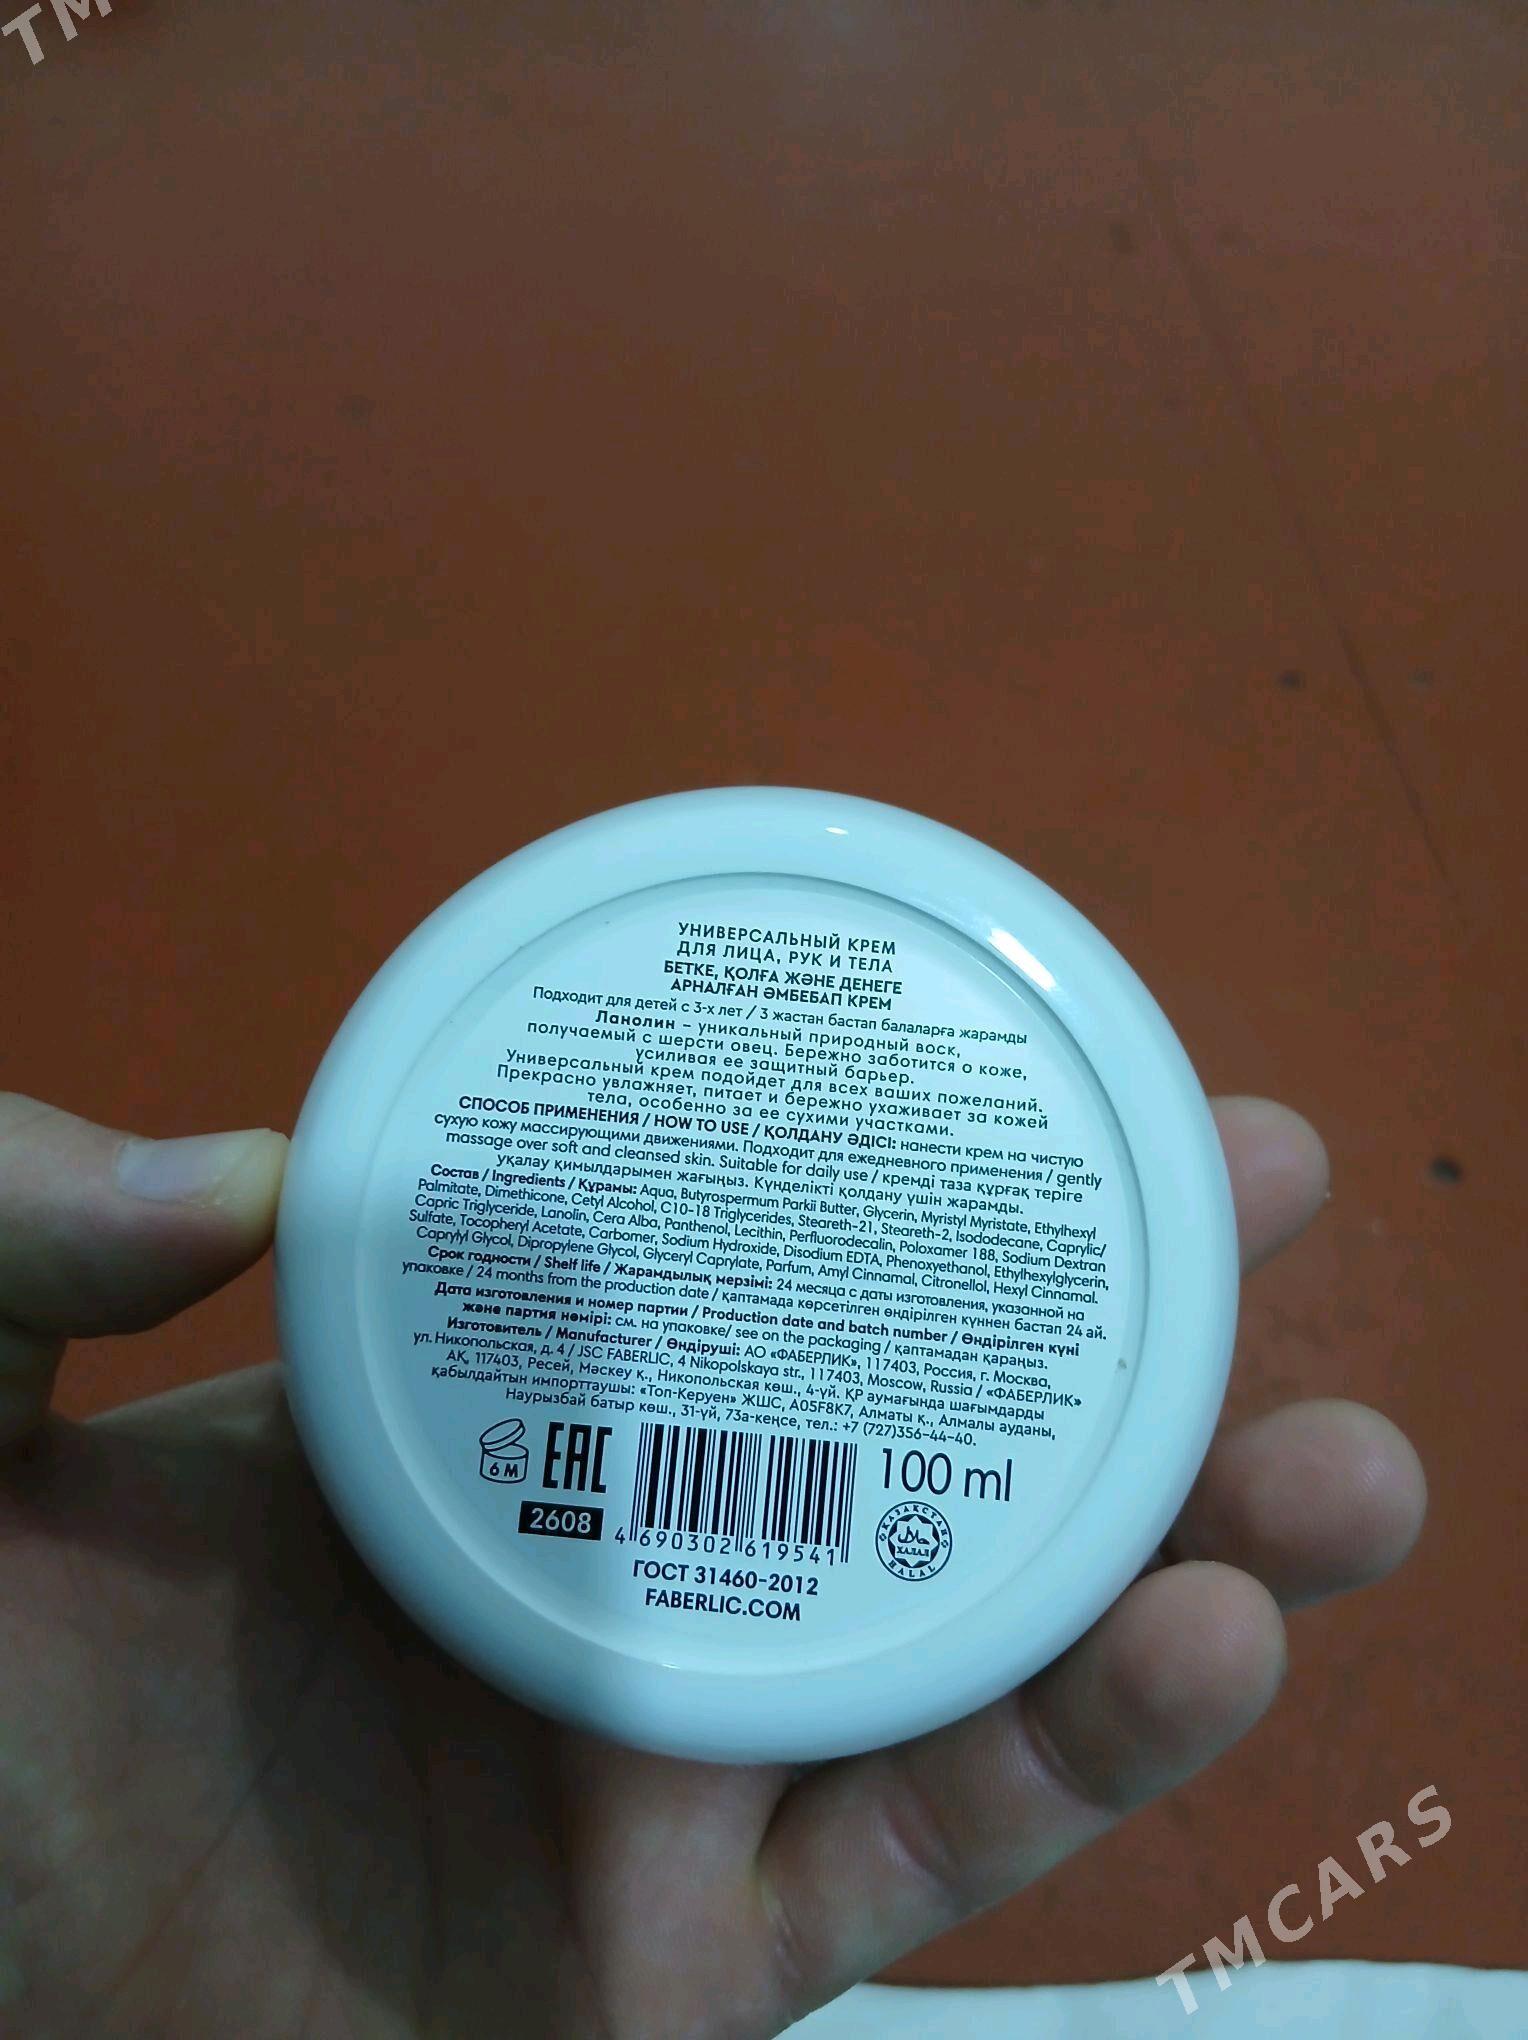 TM
УНИВЕРСАЛЬНЫЙ КРЕМ
ДЛЯ ЛИЦА, РУК И ТЕЛА
БЕТКЕ, ҚОЛҒА ЖӘНЕ ДЕНЕГЕ
АРНАЛҒАН ӘМБЕБАП КРЕМ
Подходит для детей с 3-х лет / 3 жастан бастап балаларға жарамды
Ланолин – уникальный природный воск,
получаемый с шерсти овец. Бережно заботится о коже,
усиливая ее защитный барьер.
Универсальный крем подойдет для всех ваших пожеланий.
Прекрасно увлажняет, питает и бережно ухаживает за кожей
тела, особенно за ее сухими участками.
СПОСОБ ПРИМЕНЕНИЯ / HOW TO USE / ҚОЛДАНУ ӘДІСІ: нанести крем на чистую
сухую кожу массирующими движениями. Подходит для ежедневного применения / gently
massage over soft and cleansed skin. Suitable for daily use / кремді таза құрғақ теріге
уқалау қимылдарымен жағыңыз. Күнделікті қолдану үшін жарамды.
Состав / Ingredients / Құрамы: Aqua, Butyrospermum Parkii Butter, Glycerin, Myristyl Myristate, Ethylhexyl
Palmitate, Dimethicone, Cetyl Alcohol, C10-18 Triglycerides, Steareth-21, Steareth-2, Isododecane, Caprylic/
Capric Triglyceride, Lanolin, Cera Alba, Panthenol, Lecithin, Perfluorodecalin, Poloxamer 188, Sodium Dextran
Sulfate, Tocopheryl Acetate, Carbomer, Sodium Hydroxide, Disodium EDTA, Phenoxyethanol, Ethylhexylglycerin,
Caprylyl Glycol, Dipropylene Glycol, Glyceryl Caprylate, Parfum, Amyl Cinnamal, Citronellol, Hexyl Cinnamal.
Срок годности / Shelf life / Жарамдылық мерзімі: 24 месяца с даты изготовления, указанной на
упаковке / 24 months from the production date / қаптамада көрсетілген өндірілген күннен бастап 24 ай.
Дата изготовления и номер партии / Production date and batch number / Өндірілген күні
және партия нөмірі: см. на упаковке/ see on the packaging / қаптамадан қараңыз.
Изготовитель / Manufacturer / Өндіруші: АО «ФАБЕРЛИК», 117403, Россия, г. Москва,
ул. Никопольская, д. 4 / JSC FABERLIC, 4 Nikopolskaya str., 117403, Moscow, Russia / «ФАБЕРЛИК»
АҚ, 117403, Ресей, Мәскеу қ., Никопольская көш., 4-үй. ҚР аумағында шағымдарды
қабылдайтын импорттаушы: «Топ-Керуен» ЖШС, A05F8K7, Алматы қ., Алмалы ауданы,
Наурызбай батыр көш., 31-үй, 73а-кеңсе, тел.: +7 (727)356-44-40.
6 M
EAC
100 ml
2608
4 690302 619541
КАЗАХСТАН
ХАЛАЛ
HALAL
ГОСТ 31460-2012
FABERLIC.COM
TMCARS